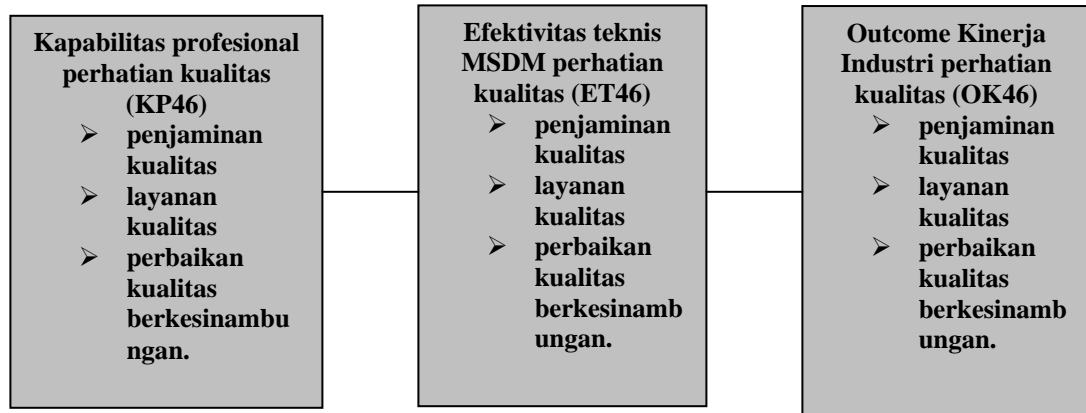 Kapabilitas profesional
perhatian kualitas
(KP46)
➢ penjaminan
kualitas
➢ layanan
kualitas
➢ perbaikan
kualitas
berkesinambu
ngan.
Efektivitas teknis
MSDM perhatian
kualitas (ET46)
➢ penjaminan
kualitas
➢ layanan
kualitas
➢ perbaikan
kualitas
berkesinamb
ungan.
Outcome Kinerja
Industri perhatian
kualitas (OK46)
➢ penjaminan
kualitas
➢ layanan
kualitas
➢ perbaikan
kualitas
berkesinamb
ungan.